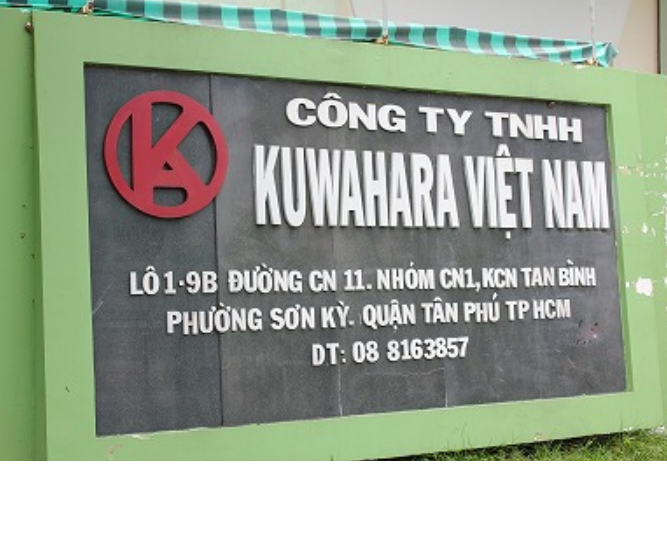 CÔNG TY TNHH
KUWAHARA VIỆT NAM
LÔ 1·9B ĐƯỜNG CN 11. NHÓM CN1, KCN TAN BÌNH
PHƯỜNG SƠN KỲ. QUẬN TÂN PHÚ TP HCM
DT: 08 8163857